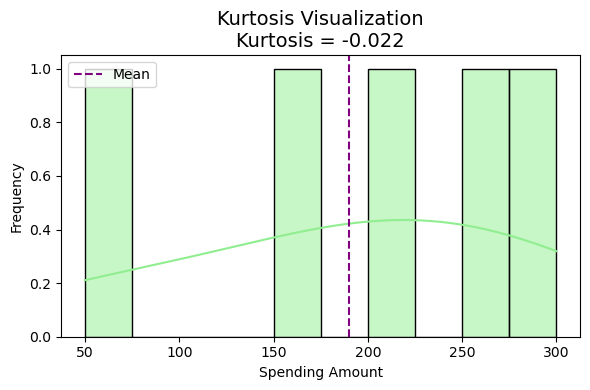 Kurtosis Visualization
Kurtosis = -0.022
Mean
1.0
0.8
0.6
0.4
0.2
0.0
Frequency
50 100 150 200 250 300
Spending Amount